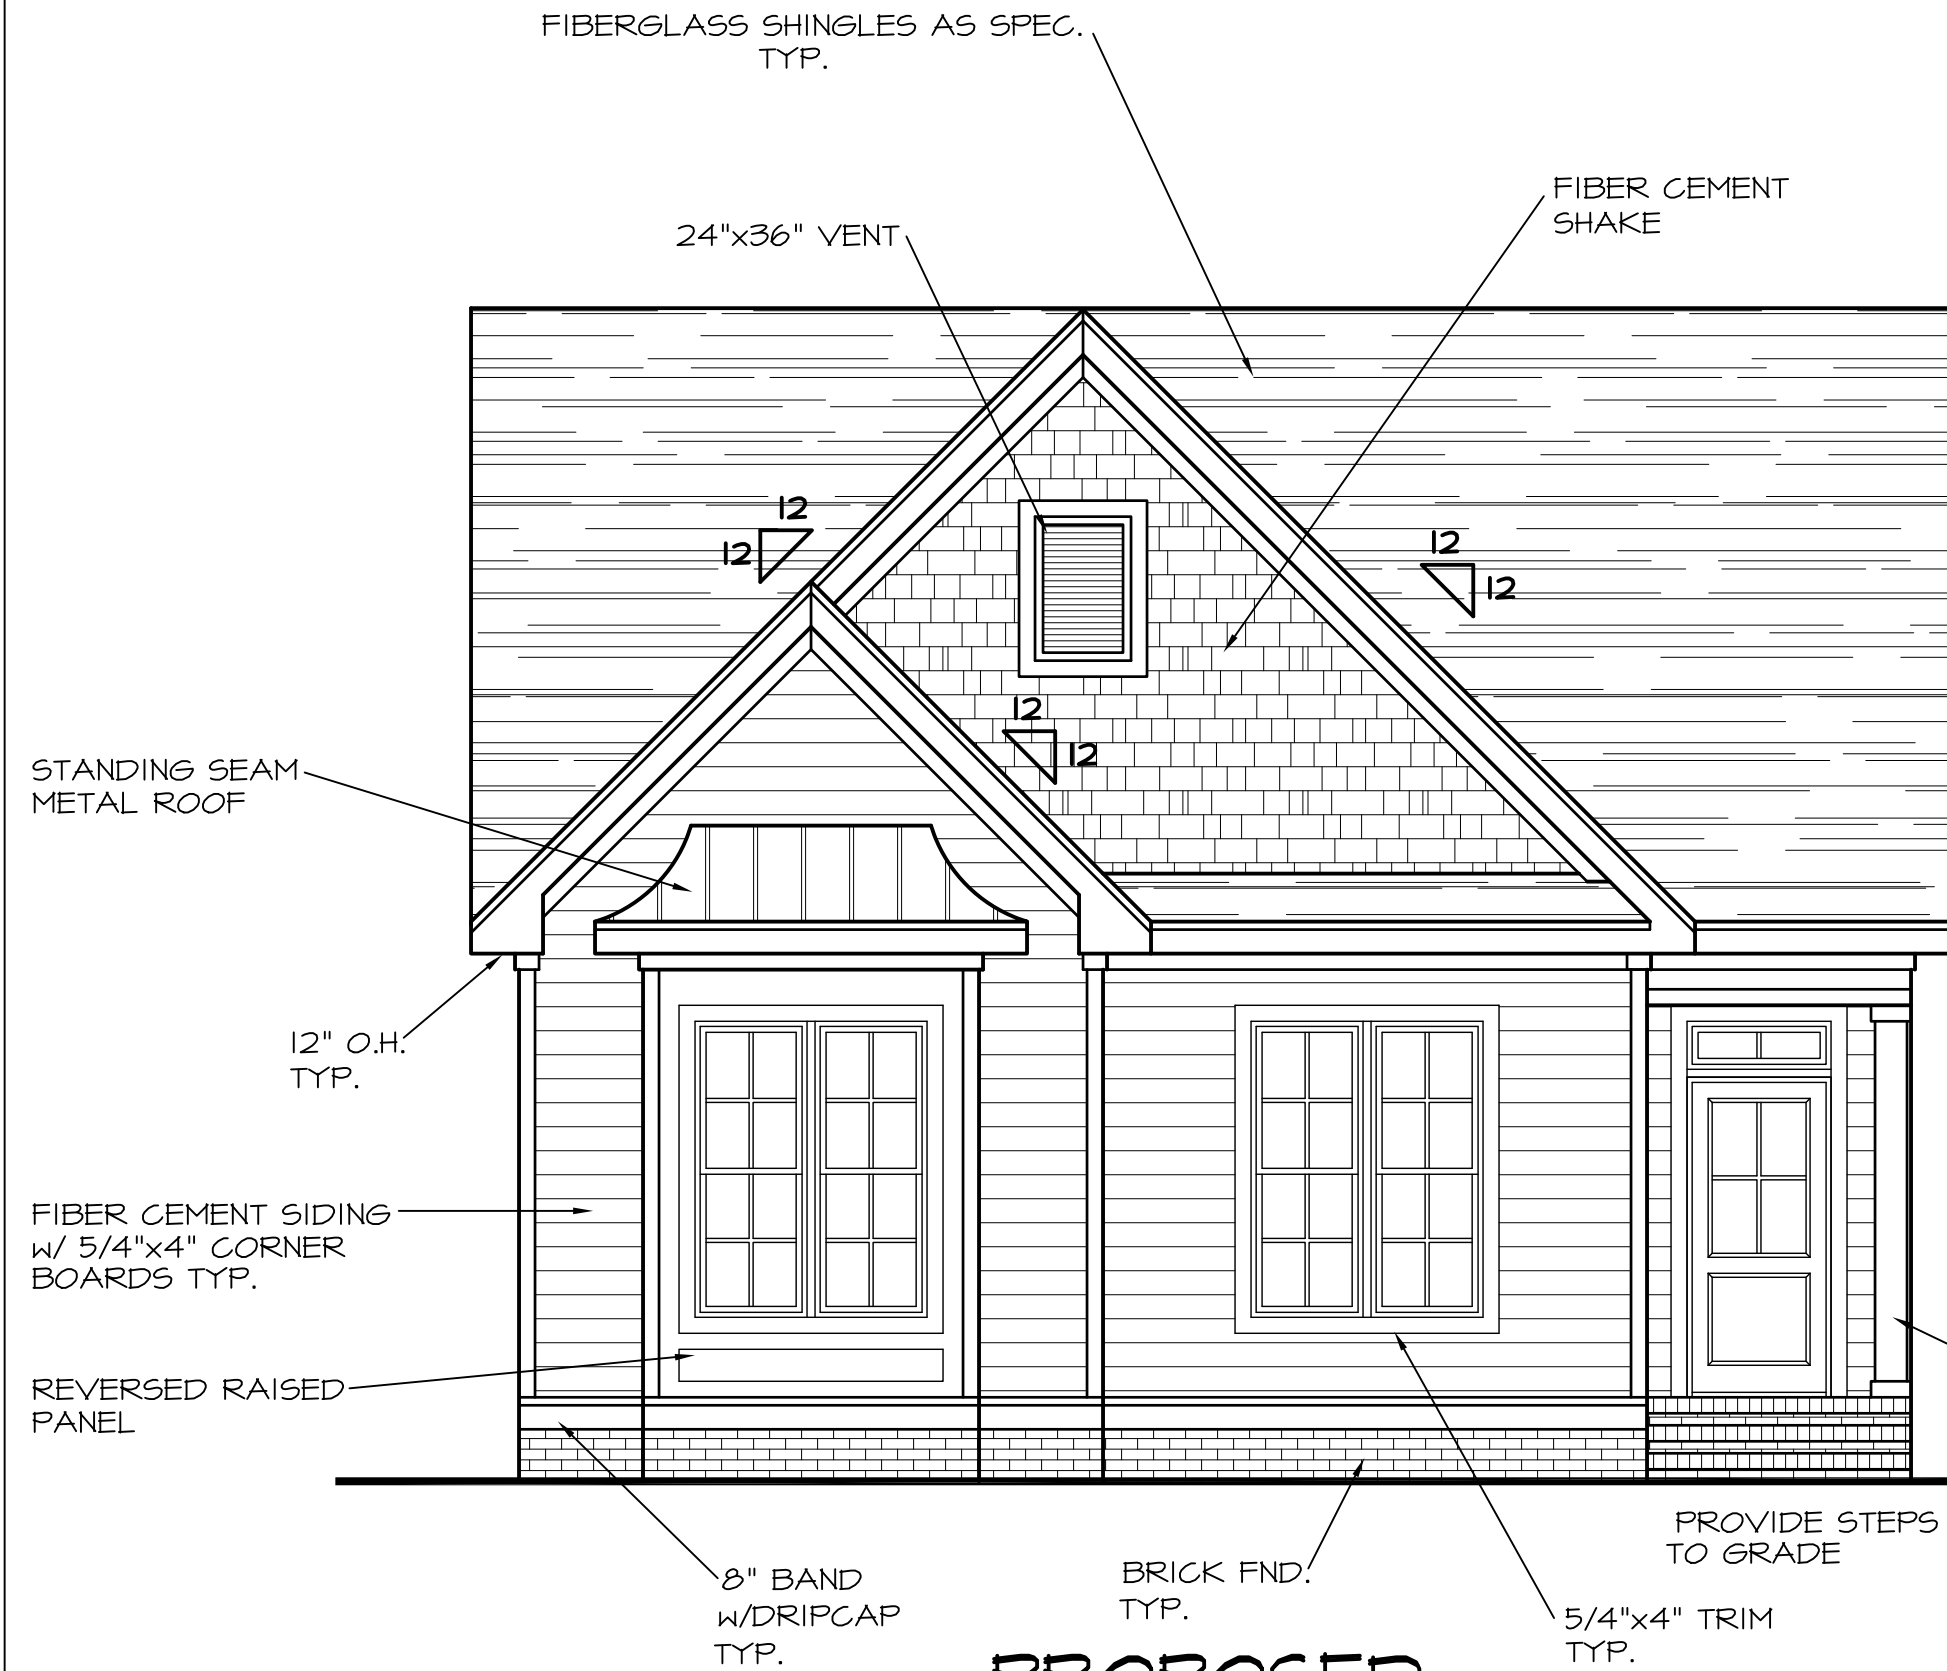 FIBERGLASS SHINGLES AS SPEC.
TYP.
FIBER CEMENT
SHAKE
24"x36" VENT
12
12
12
12
12
12
STANDING SEAM
METAL ROOF
12" O.H.
TYP.
FIBER CEMENT SIDING
W/ 5/4"x4" CORNER
BOARDS TYP.
REVERSED RAISED
PANEL
PROVIDE STEPS
TO GRADE
8" BAND
W/DRIPCAP
TYP.
BRICK FND.
TYP.
5/4"x4" TRIM
TYP.
PROPOSED